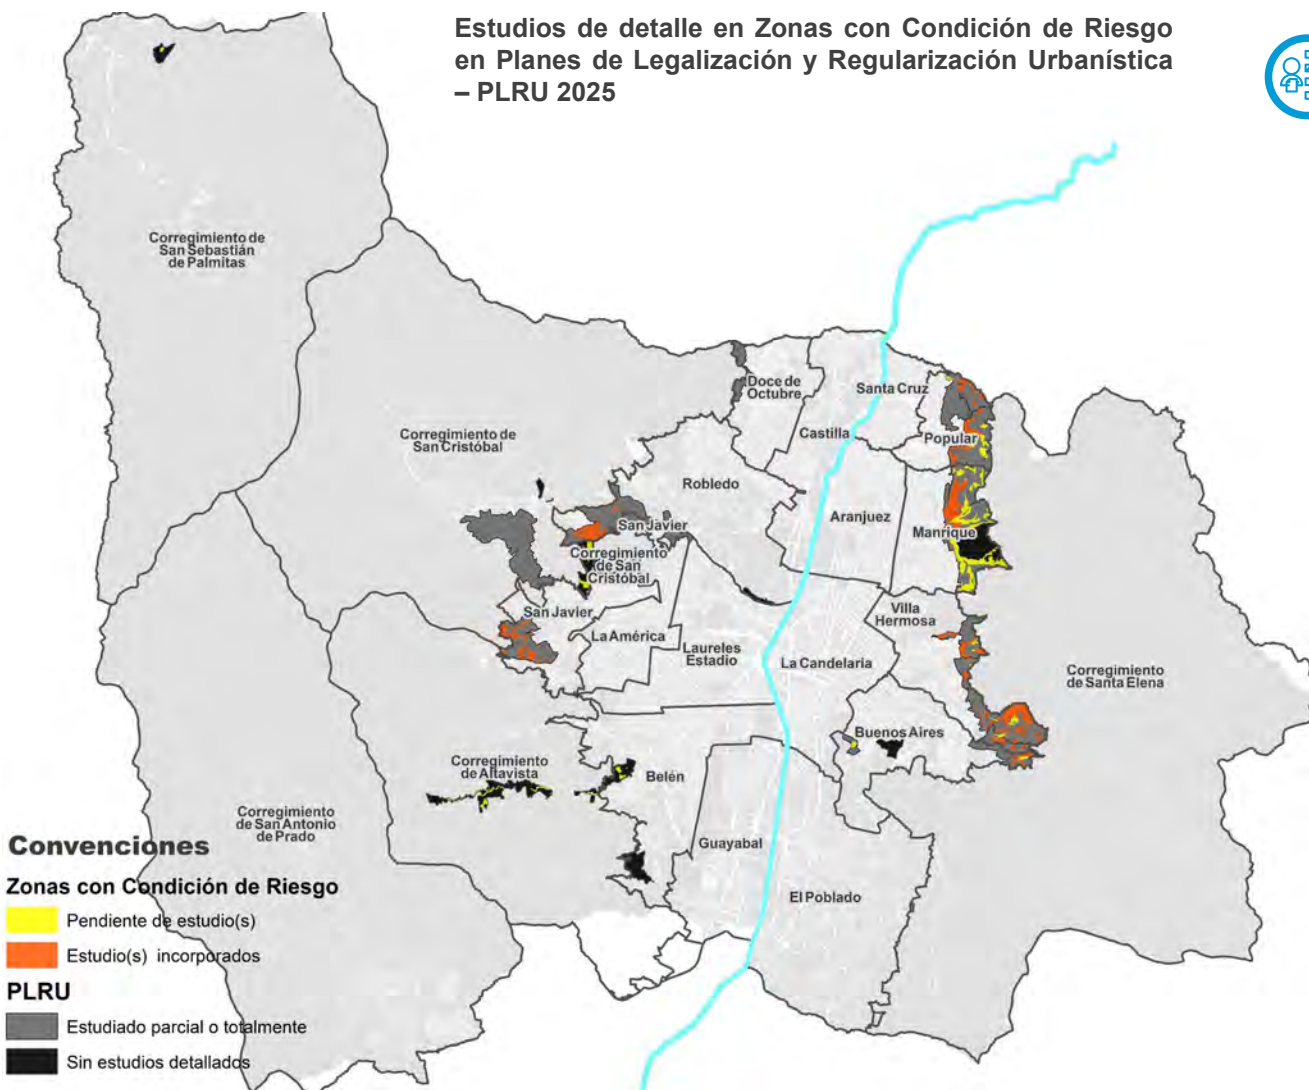 Estudios de detalle en Zonas con Condición de Riesgo
en Planes de Legalización y Regularización Urbanística
– PLRU 2025
Corregimiento de
San Sebastián
de Palmitas
Corregimiento de
San Cristóbal
Doce de
Octubre
Santa Cruz
Castilla
Popular
Robledo
Aranjuez
Manrique
San Javier
Corregimiento
de San
Cristóbal
San Javier
La América
Laureles
Estadio
La Candelaria
Villa
Hermosa
Corregimiento
de Santa Elena
Buenos Aires
Corregimiento
de Altavista
Belén
Corregimiento
de San Antonio
de Prado
Guayabal
El Poblado
Convenciones
Zonas con Condición de Riesgo
Pendiente de estudio(s)
Estudio(s) incorporados
PLRU
Estudiado parcial o totalmente
Sin estudios detallados